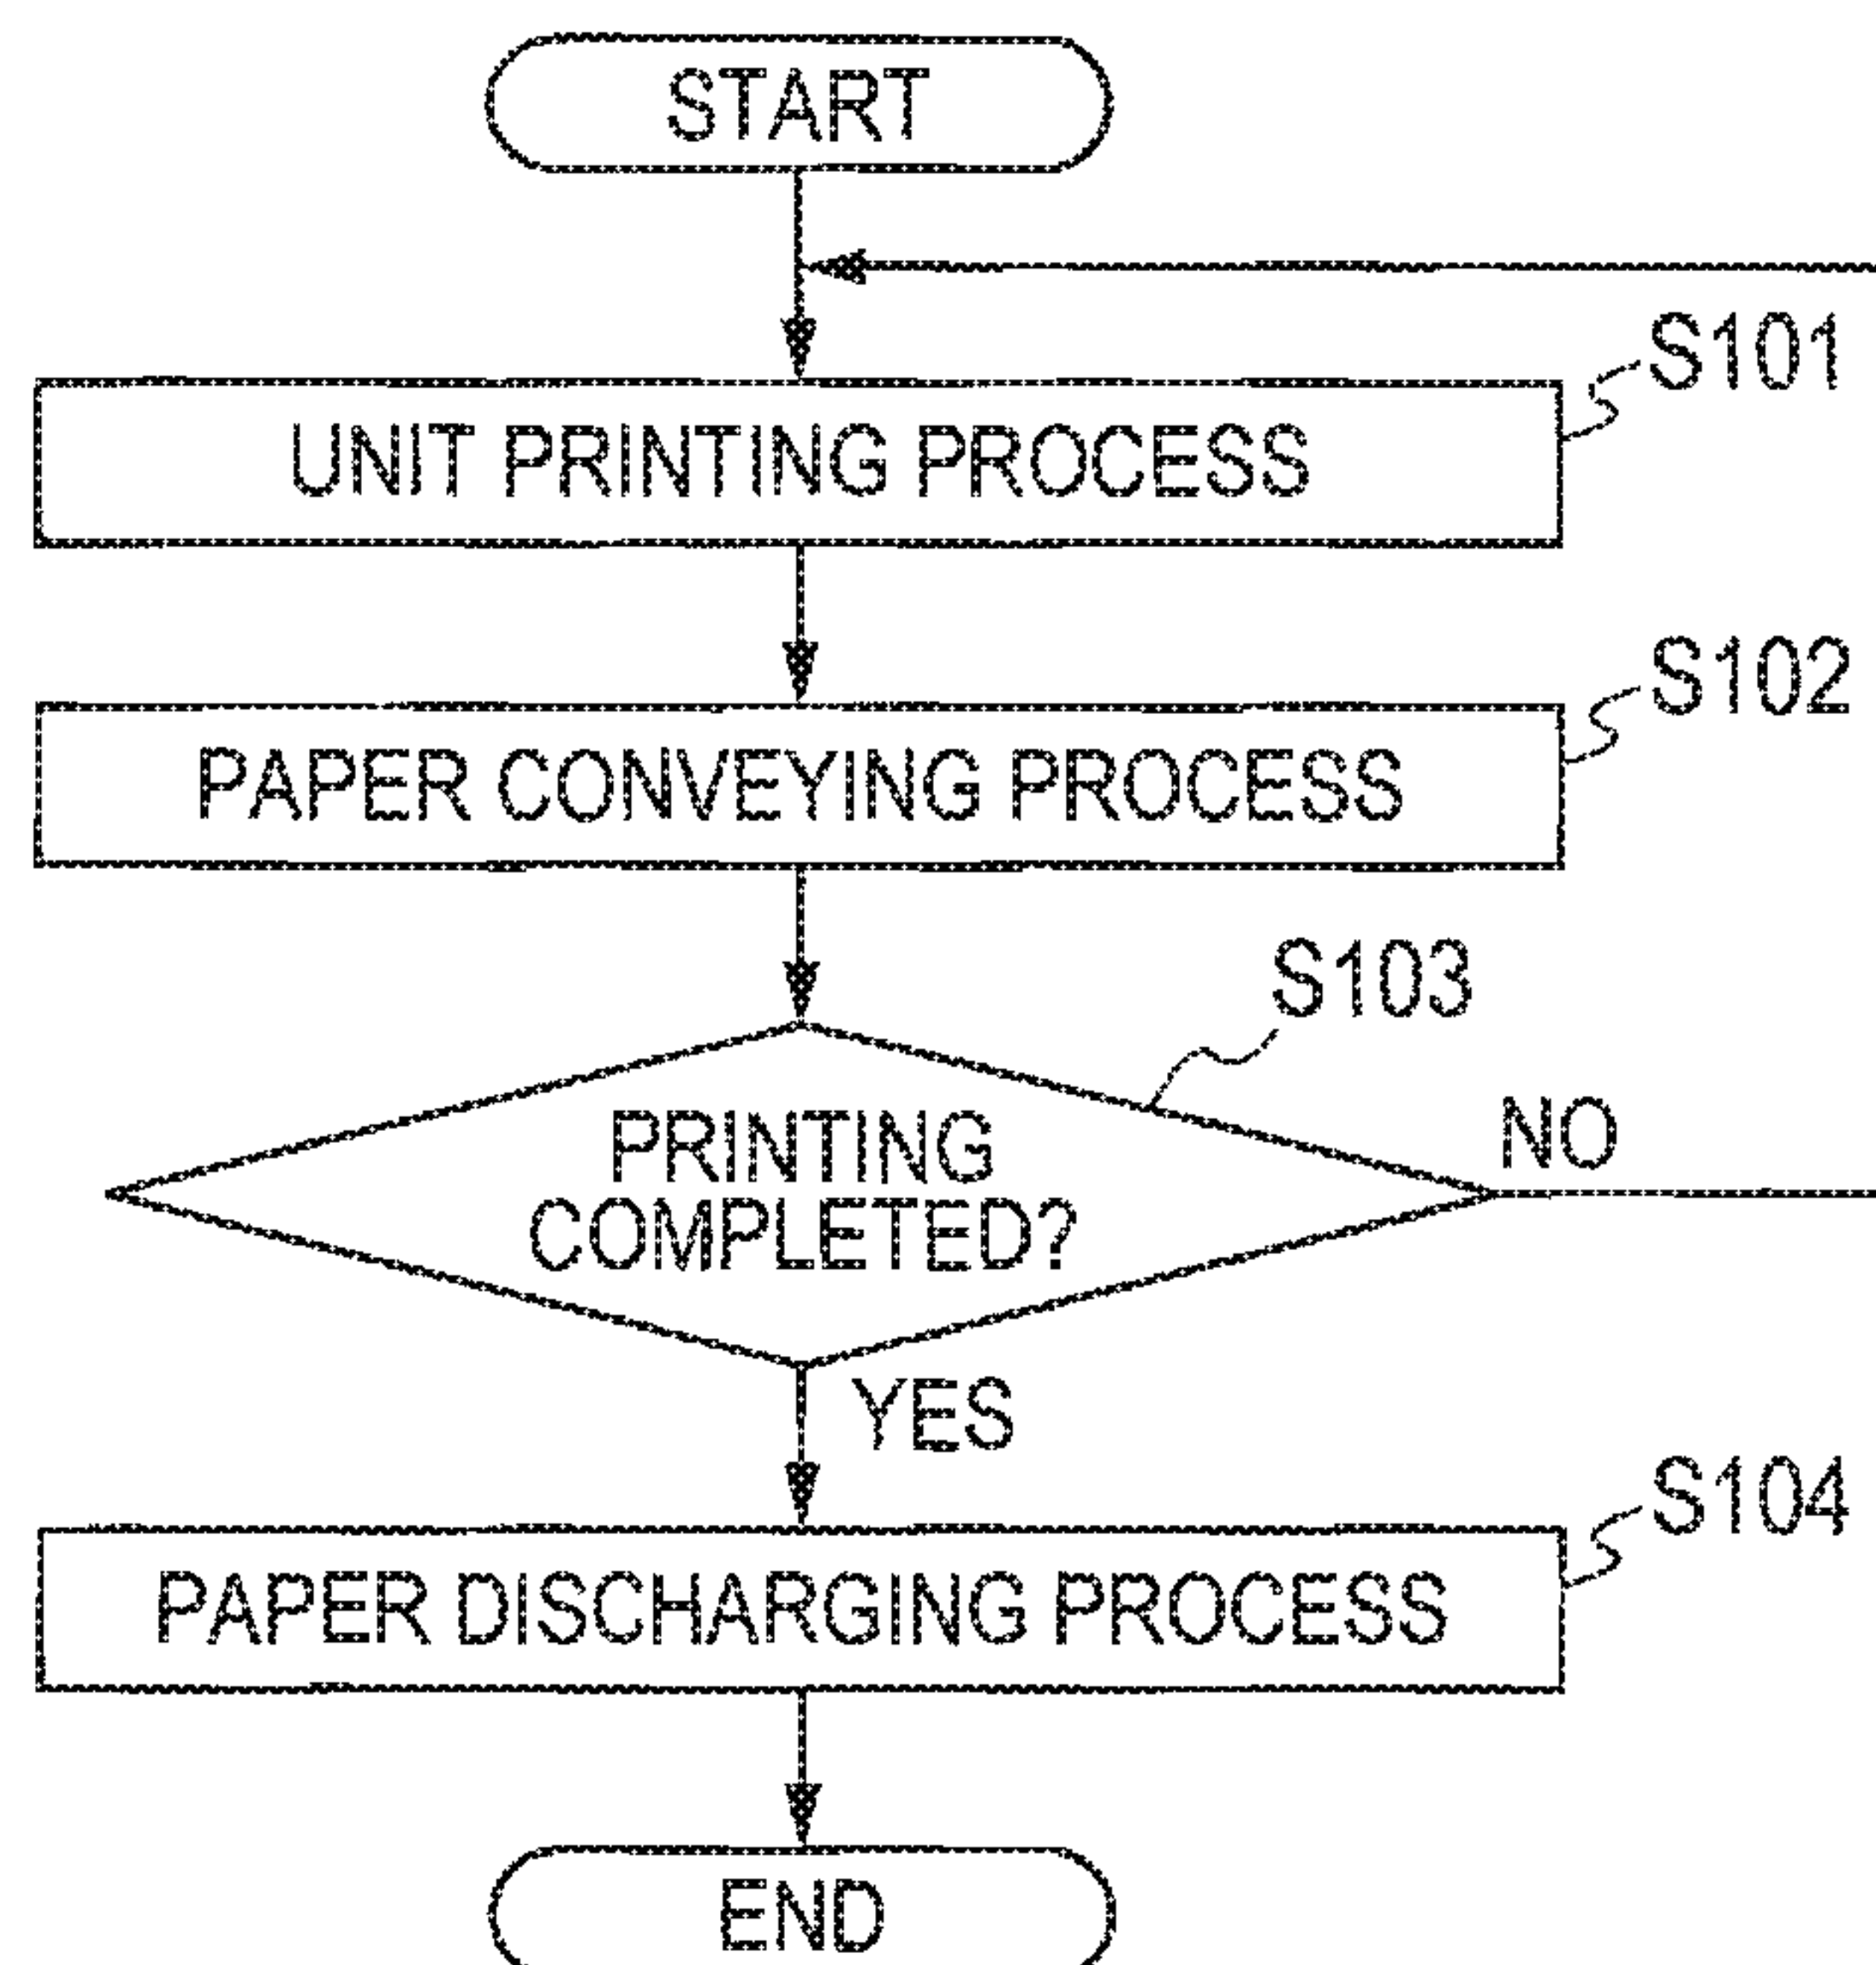 START
S101
UNIT PRINTING PROCESS
S102
PAPER CONVEYING PROCESS
S103
PRINTING
COMPLETED?
NO
YES
S104
PAPER DISCHARGING PROCESS
END